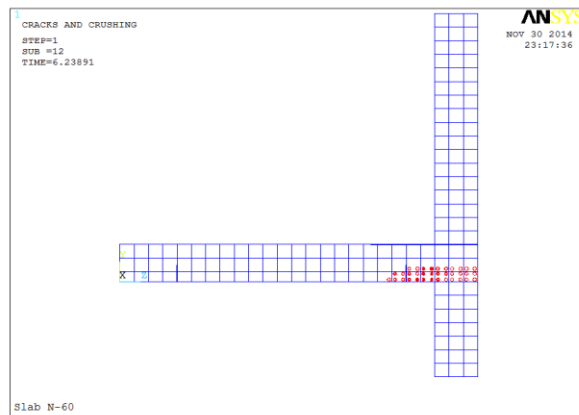 1
CRACKS AND CRUSHING
STEP=1
SUB =12
TIME=6.23891
ANSYS
NOV 30 2014
23:17:36
Y
X Z
Slab N-60